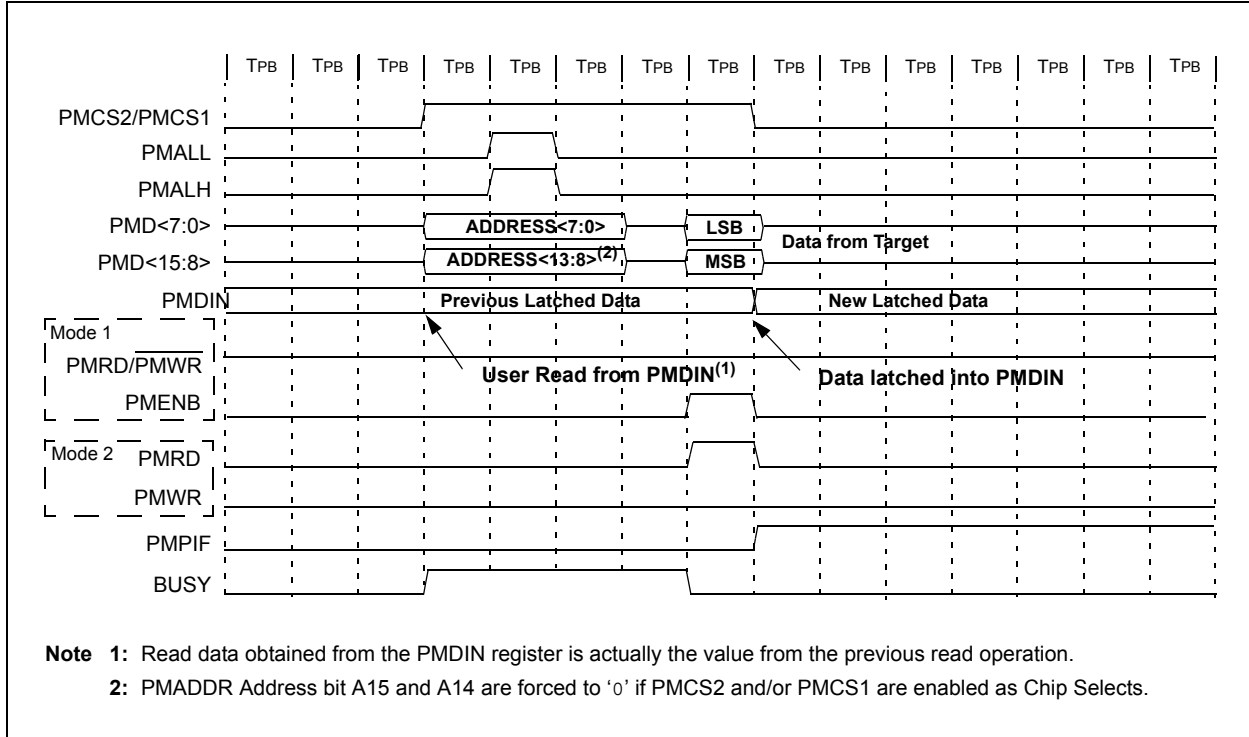 TPB TPB TPB TPB TPB TPB TPB TPB TPB TPB TPB TPB TPB TPB TPB
PMCS2/PMCS1
PMALL
PMALH
PMD<7:0> ADDRESS<7:0> LSB
Data from Target
PMD<15:8> ADDRESS<13:8>(2) MSB
PMDIN Previous Latched Data New Latched Data
Mode 1
PMRD/PMWR
User Read from PMDIN(1) Data latched into PMDIN
PMENB
Mode 2 PMRD
PMWR
PMPIF
BUSY
Note 1: Read data obtained from the PMDIN register is actually the value from the previous read operation.
2: PMADDR Address bit A15 and A14 are forced to ‘0’ if PMCS2 and/or PMCS1 are enabled as Chip Selects.